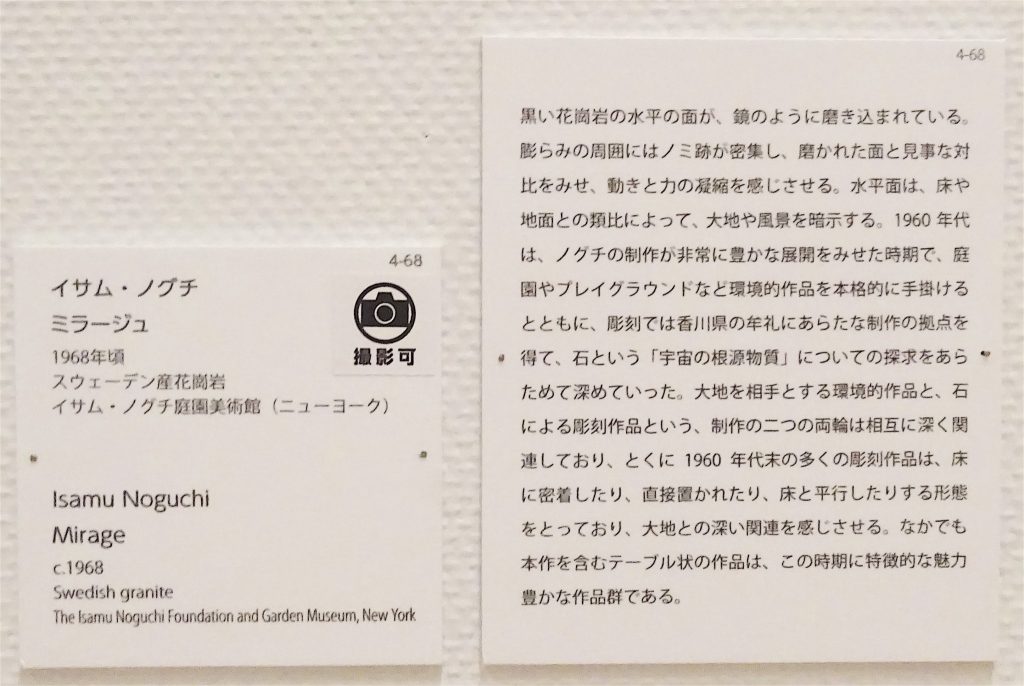 4-68
イサム・ノグチ
ミラージュ
1968年頃
スウェーデン産花崗岩
イサム・ノグチ庭園美術館（ニューヨーク）
撮影可
Isamu Noguchi
Mirage
c.1968
Swedish granite
The Isamu Noguchi Foundation and Garden Museum, New York
4-68
黒い花崗岩の水平の面が、鏡のように磨き込まれている。
膨らみの周囲にはノミ跡が密集し、磨かれた面と見事な対
比をみせ、動きと力の凝縮を感じさせる。水平面は、床や
地面との類比によって、大地や風景を暗示する。1960 年代
は、ノグチの制作が非常に豊かな展開をみせた時期で、庭
園やプレイグラウンドなど環境的作品を本格的に手掛ける
とともに、彫刻では香川県の牟礼にあらたな制作の拠点を
得て、石という「宇宙の根源物質」についての探求をあら
ためて深めていった。大地を相手とする環境的作品と、石
による彫刻作品という、制作の二つの両輪は相互に深く関
連しており、とくに 1960 年代末の多くの彫刻作品は、床
に密着したり、直接置かれたり、床と平行したりする形態
をとっており、大地との深い関連を感じさせる。なかでも
本作を含むテーブル状の作品は、この時期に特徴的な魅力
豊かな作品群である。